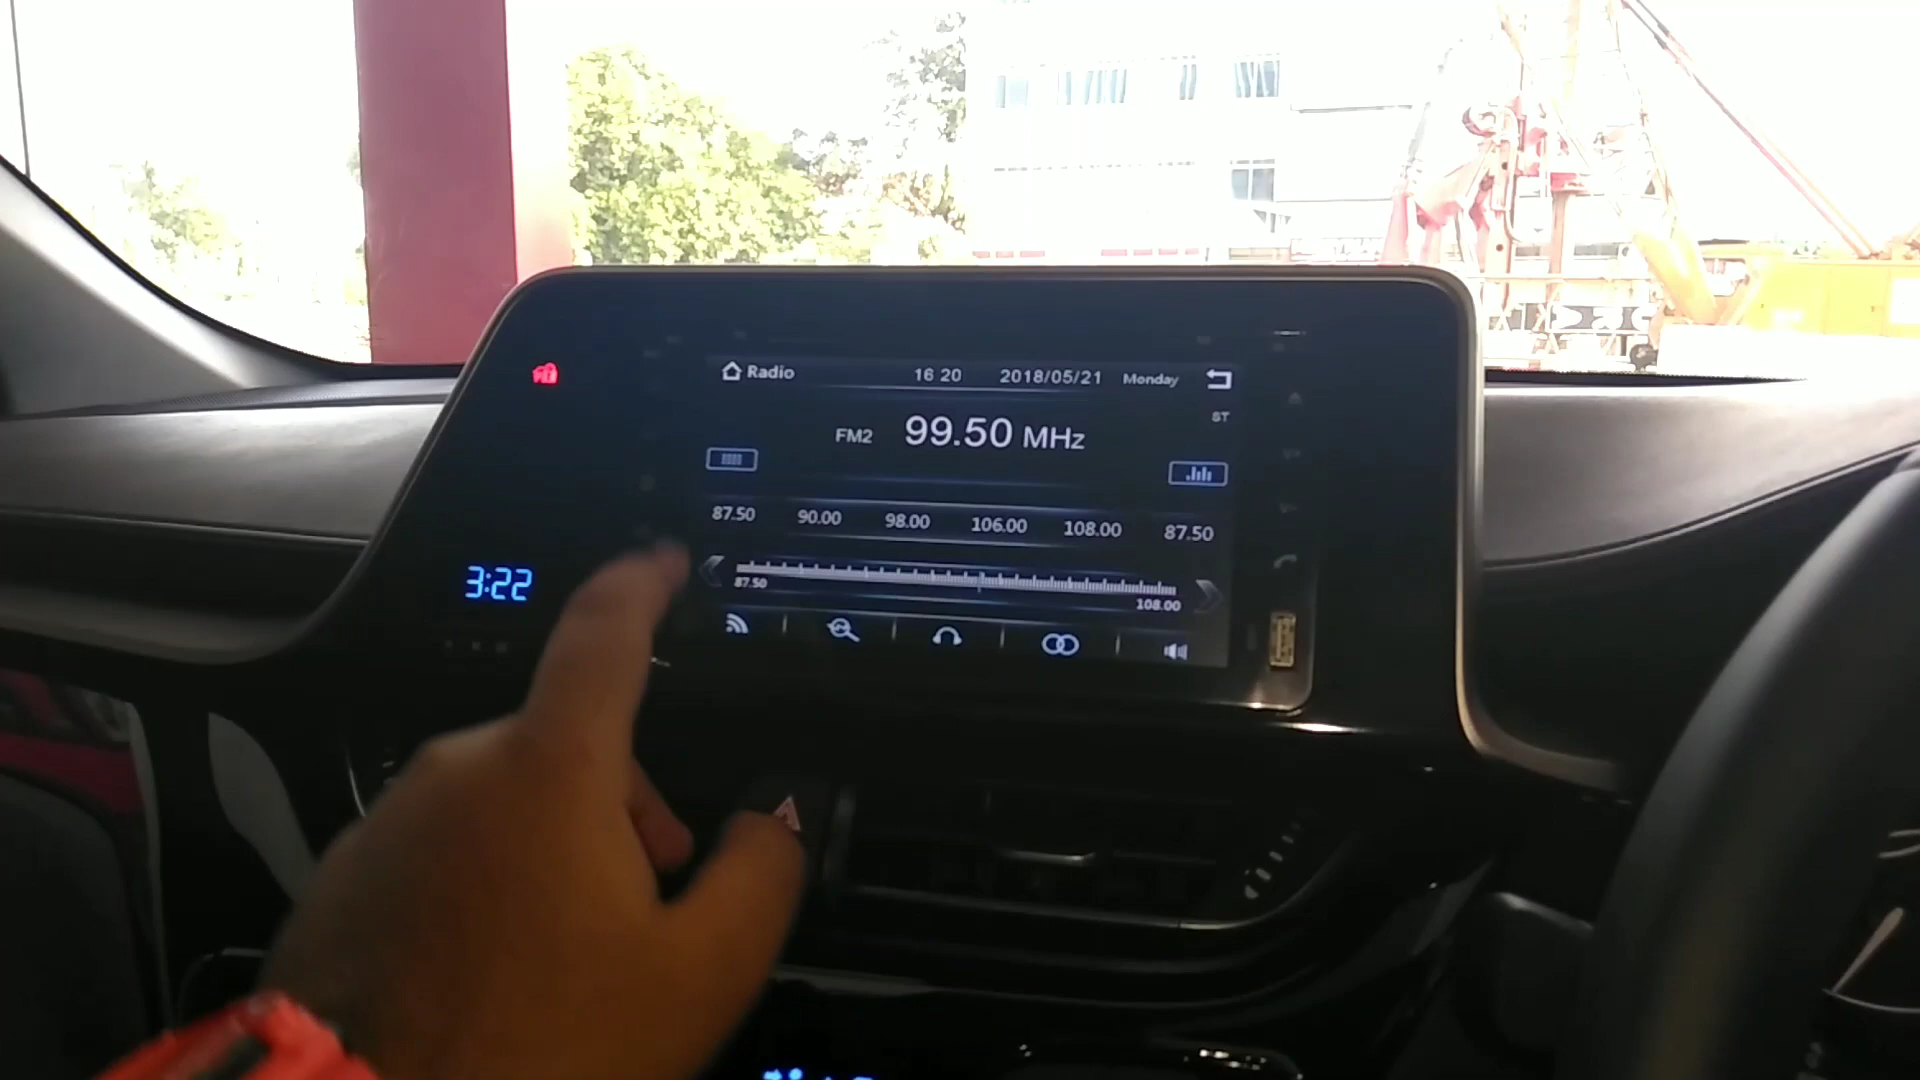 Radio 16 20 2018/05/21 Monday
ST
FM2 99.50 MHz
87.50 90.00 98.00 106.00 108.00 87.50
87.50 108.00
3:22